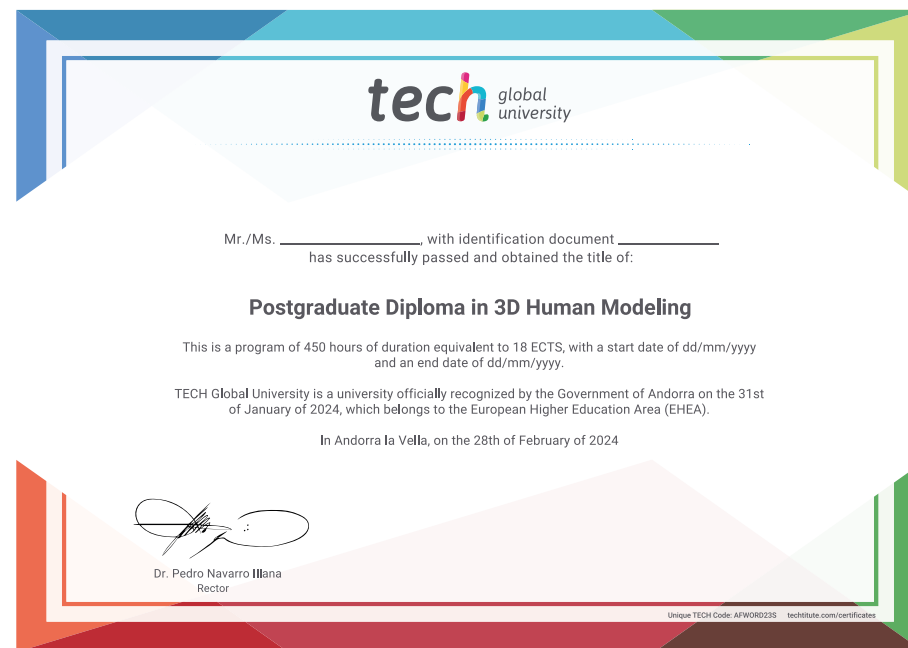 tech global
university
Mr./Ms. ____________________, with identification document ______________
has successfully passed and obtained the title of:
Postgraduate Diploma in 3D Human Modeling
This is a program of 450 hours of duration equivalent to 18 ECTS, with a start date of dd/mm/yyyy
and an end date of dd/mm/yyyy.
TECH Global University is a university officially recognized by the Government of Andorra on the 31st
of January of 2024, which belongs to the European Higher Education Area (EHEA).
In Andorra la Vella, on the 28th of February of 2024
Dr. Pedro Navarro Illana
Rector
Unique TECH Code: AFWORD23S techtitute.com/certificates